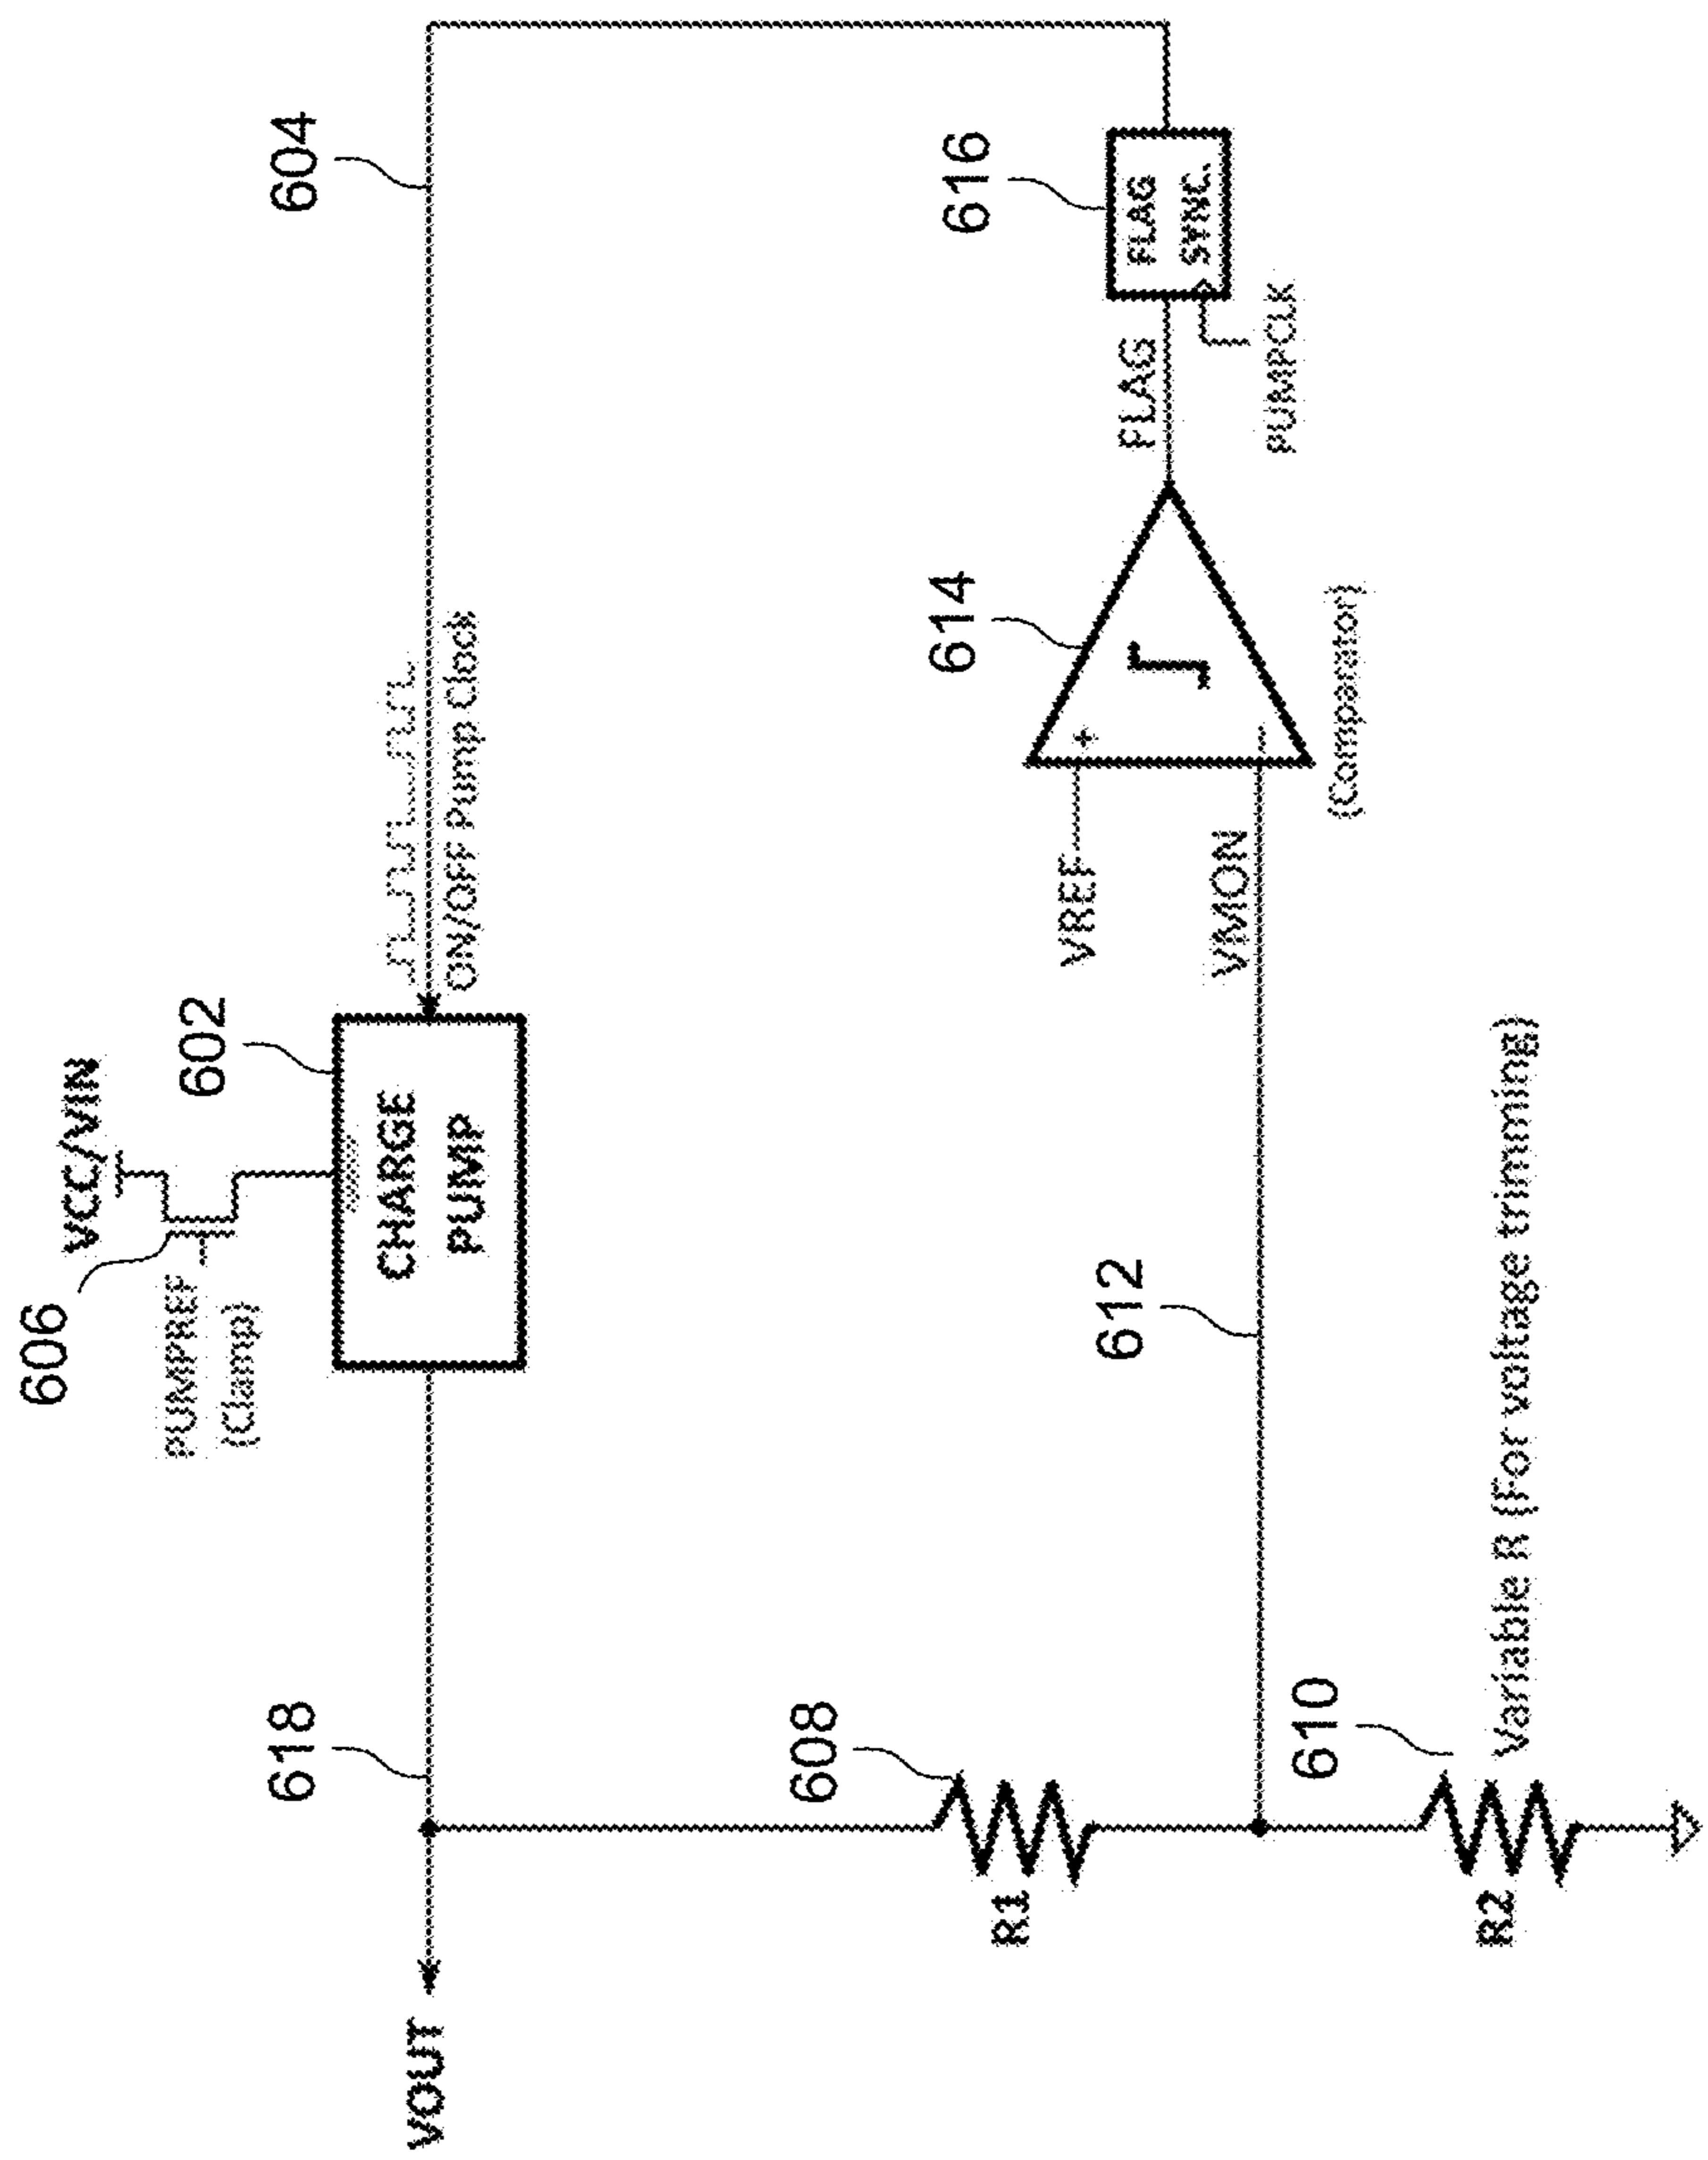 VCC/VIN
606
PUMPREF
(Clamp)
602
CHARGE
PUMP
604
ON/OFF Pump Clock
618
VOUT
608
R1
612
VREF
VMON
614
(Comparator)
FLAG
616
FLAG
SYNC.
PUMPCLK
610
R2
Variable R (For voltage trimming)
+
-